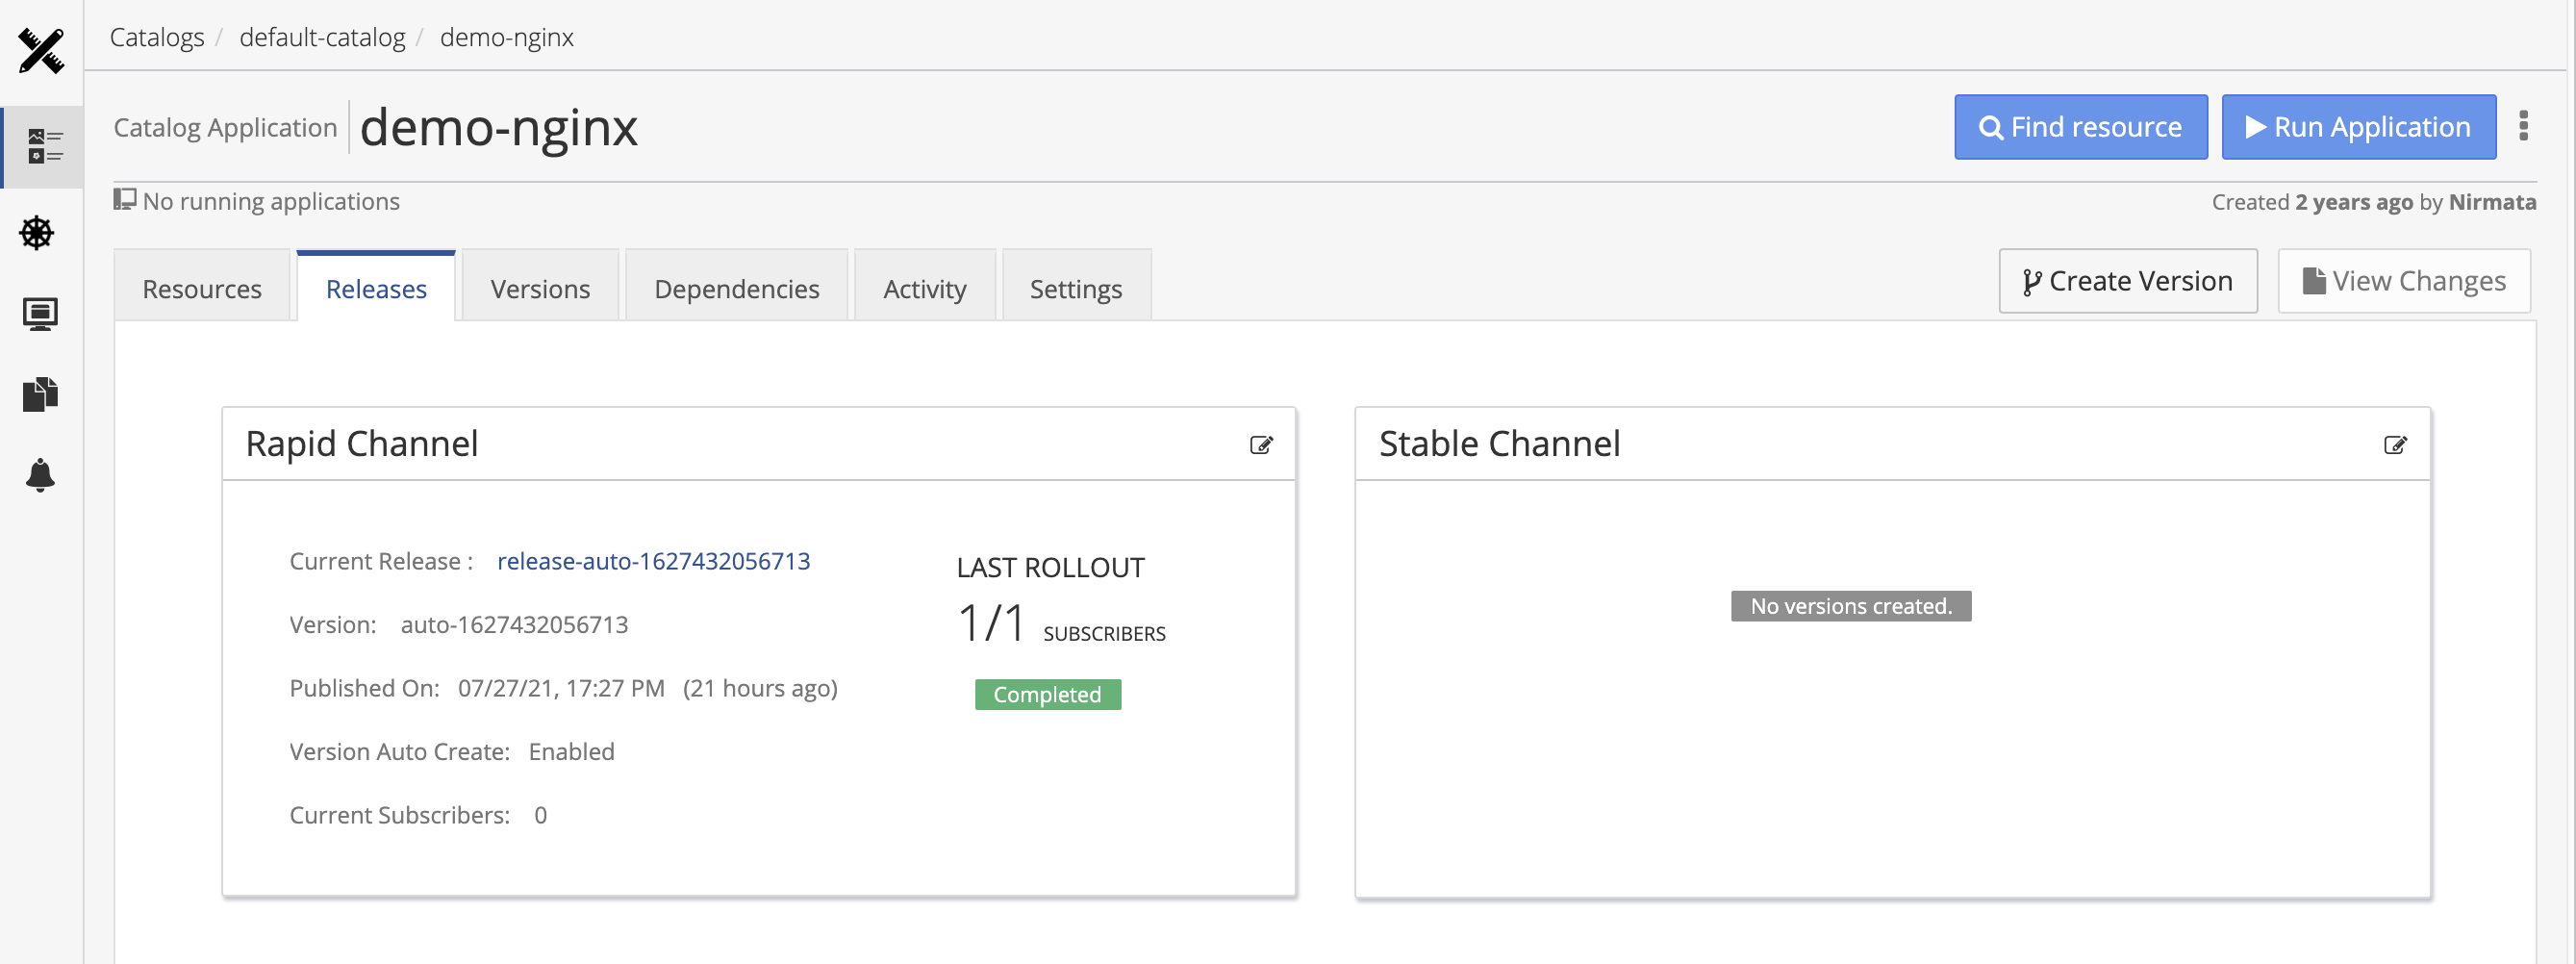 Catalogs / default-catalog / demo-nginx
Catalog Application demo-nginx
Find resource
Run Application
No running applications
Created 2 years ago by Nirmata
Resources
Releases
Versions
Dependencies
Activity
Settings
Create Version
View Changes
Rapid Channel
Current Release : release-auto-1627432056713
Version: auto-1627432056713
Published On: 07/27/21, 17:27 PM (21 hours ago)
Version Auto Create: Enabled
Current Subscribers: 0
LAST ROLLOUT
1/1 SUBSCRIBERS
Completed
Stable Channel
No versions created.